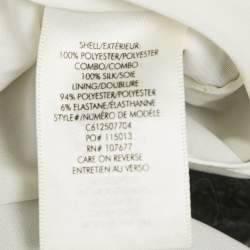 SHELL/EXTÉRIEUR:
100% POLYESTER/POLYESTER
COMBO/COMBO:
100% SILK/SOIE
LINING/DOUBLURE:
94% POLYESTER/POLYESTER
6% ELASTANE/ÉLASTHANNE
STYLE#/NUMÉRO DE MODÈLE:
C612S07704
PO# 115013
RN# 107677
CARE ON REVERSE
ENTRETIEN AU VERSO